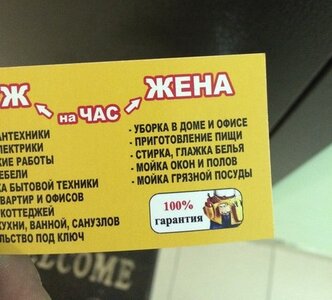 Ж
на ЧАС
ЖЕНА
АНТЕХНИКИ
ЛЕКТРИКИ
КИЕ РАБОТЫ
ЕБЕЛИ
КА БЫТОВОЙ ТЕХНИКИ
ВАРТИР И ОФИСОВ
КОТТЕДЖЕЙ
КУХНИ, ВАННОЙ, САНУЗЛОВ
ЛЬСТВО ПОД КЛЮЧ
- УБОРКА В ДОМЕ И ОФИСЕ
- ПРИГОТОВЛЕНИЕ ПИЩИ
- СТИРКА, ГЛАЖКА БЕЛЬЯ
- МОЙКА ОКОН И ПОЛОВ
- МОЙКА ГРЯЗНОЙ ПОСУДЫ
100%
гарантия
WELCOME